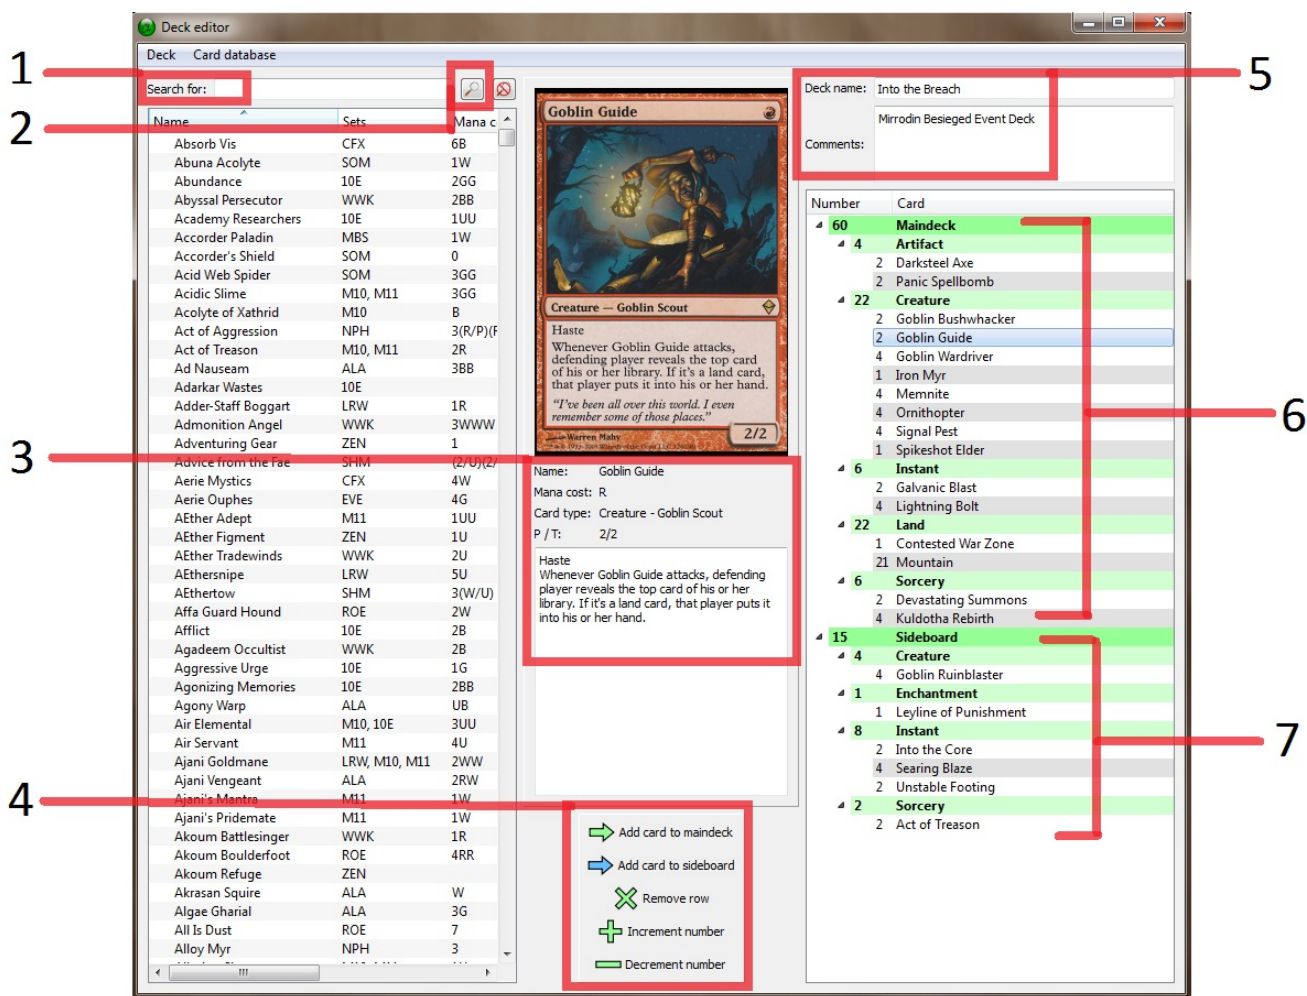 Deck editor
Deck Card database
1
Search for:
2
Name Sets Mana c
Absorb Vis CFX 6B
Abuna Acolyte SOM 1W
Abundance 10E 2GG
Abyssal Persecutor WWK 2BB
Academy Researchers 10E 1UU
Accorder Paladin MBS 1W
Accorder's Shield SOM 0
Acid Web Spider SOM 3GG
Acidic Slime M10, M11 3GG
Acolyte of Xathrid M10 B
Act of Aggression NPH 3(R/P)(F
Act of Treason M10, M11 2R
Ad Nauseam ALA 3BB
Adarkar Wastes 10E
Adder-Staff Boggart LRW 1R
Admonition Angel WWK 3WWW
Adventuring Gear ZEN 1
3
Advice from the Fae SHM (2/U)(2/
Aerie Mystics CFX 4W
Aerie Ouphes EVE 4G
AEther Adept M11 1UU
AEther Figment ZEN 1U
AEther Tradewinds WWK 2U
AEthersnipe LRW 5U
AEthertow SHM 3(W/U)
Affa Guard Hound ROE 2W
Afflict 10E 2B
Agadeem Occultist WWK 2B
Aggressive Urge 10E 1G
Agonizing Memories 10E 2BB
Agony Warp ALA UB
Air Elemental M10, 10E 3UU
Air Servant M11 4U
Ajani Goldmane LRW, M10, M11 2WW
Ajani Vengeant ALA 2RW
4
Ajani's Mantra M11 1W
Ajani's Pridemate M11 1W
Akoum Battlesinger WWK 1R
Akoum Boulderfoot ROE 4RR
Akoum Refuge ZEN
Akrasan Squire ALA W
Algae Gharial ALA 3G
All Is Dust ROE 7
Alloy Myr NPH 3
Goblin Guide
Creature — Goblin Scout
Haste
Whenever Goblin Guide attacks,
defending player reveals the top card
of his or her library. If it's a land card,
that player puts it into his or her hand.
"I've been all over this world. I even
remember some of those places."
Warren Mahy
2/2
Name: Goblin Guide
Mana cost: R
Card type: Creature - Goblin Scout
P / T: 2/2
Haste
Whenever Goblin Guide attacks, defending
player reveals the top card of his or her
library. If it's a land card, that player puts it
into his or her hand.
Add card to maindeck
Add card to sideboard
Remove row
Increment number
Decrement number
5
Deck name: Into the Breach
Comments: Mirrodin Besieged Event Deck
Number Card
60 Maindeck
4 Artifact
2 Darksteel Axe
2 Panic Spellbomb
22 Creature
2 Goblin Bushwhacker
2 Goblin Guide
4 Goblin Wardriver
1 Iron Myr
4 Memnite
4 Ornithopter
6
4 Signal Pest
1 Spikeshot Elder
6 Instant
2 Galvanic Blast
4 Lightning Bolt
22 Land
1 Contested War Zone
21 Mountain
6 Sorcery
2 Devastating Summons
4 Kuldotha Rebirth
15 Sideboard
4 Creature
4 Goblin Ruinblaster
1 Enchantment
1 Leyline of Punishment
8 Instant
7
2 Into the Core
4 Searing Blaze
2 Unstable Footing
2 Sorcery
2 Act of Treason